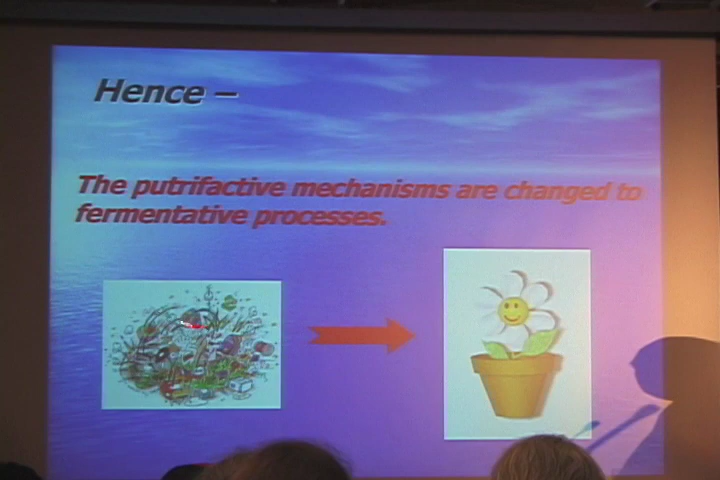 Hence –
The putrifactive mechanisms are changed to
fermentative processes.